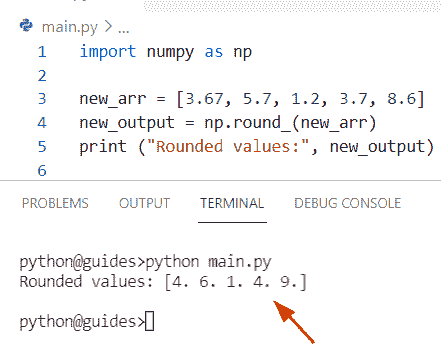 main.py > ...
1 import numpy as np
2
3 new_arr = [3.67, 5.7, 1.2, 3.7, 8.6]
4 new_output = np.round_(new_arr)
5 print ("Rounded values:", new_output)
6
PROBLEMS OUTPUT TERMINAL DEBUG CONSOLE
python@guides>python main.py
Rounded values: [4. 6. 1. 4. 9.]
python@guides>